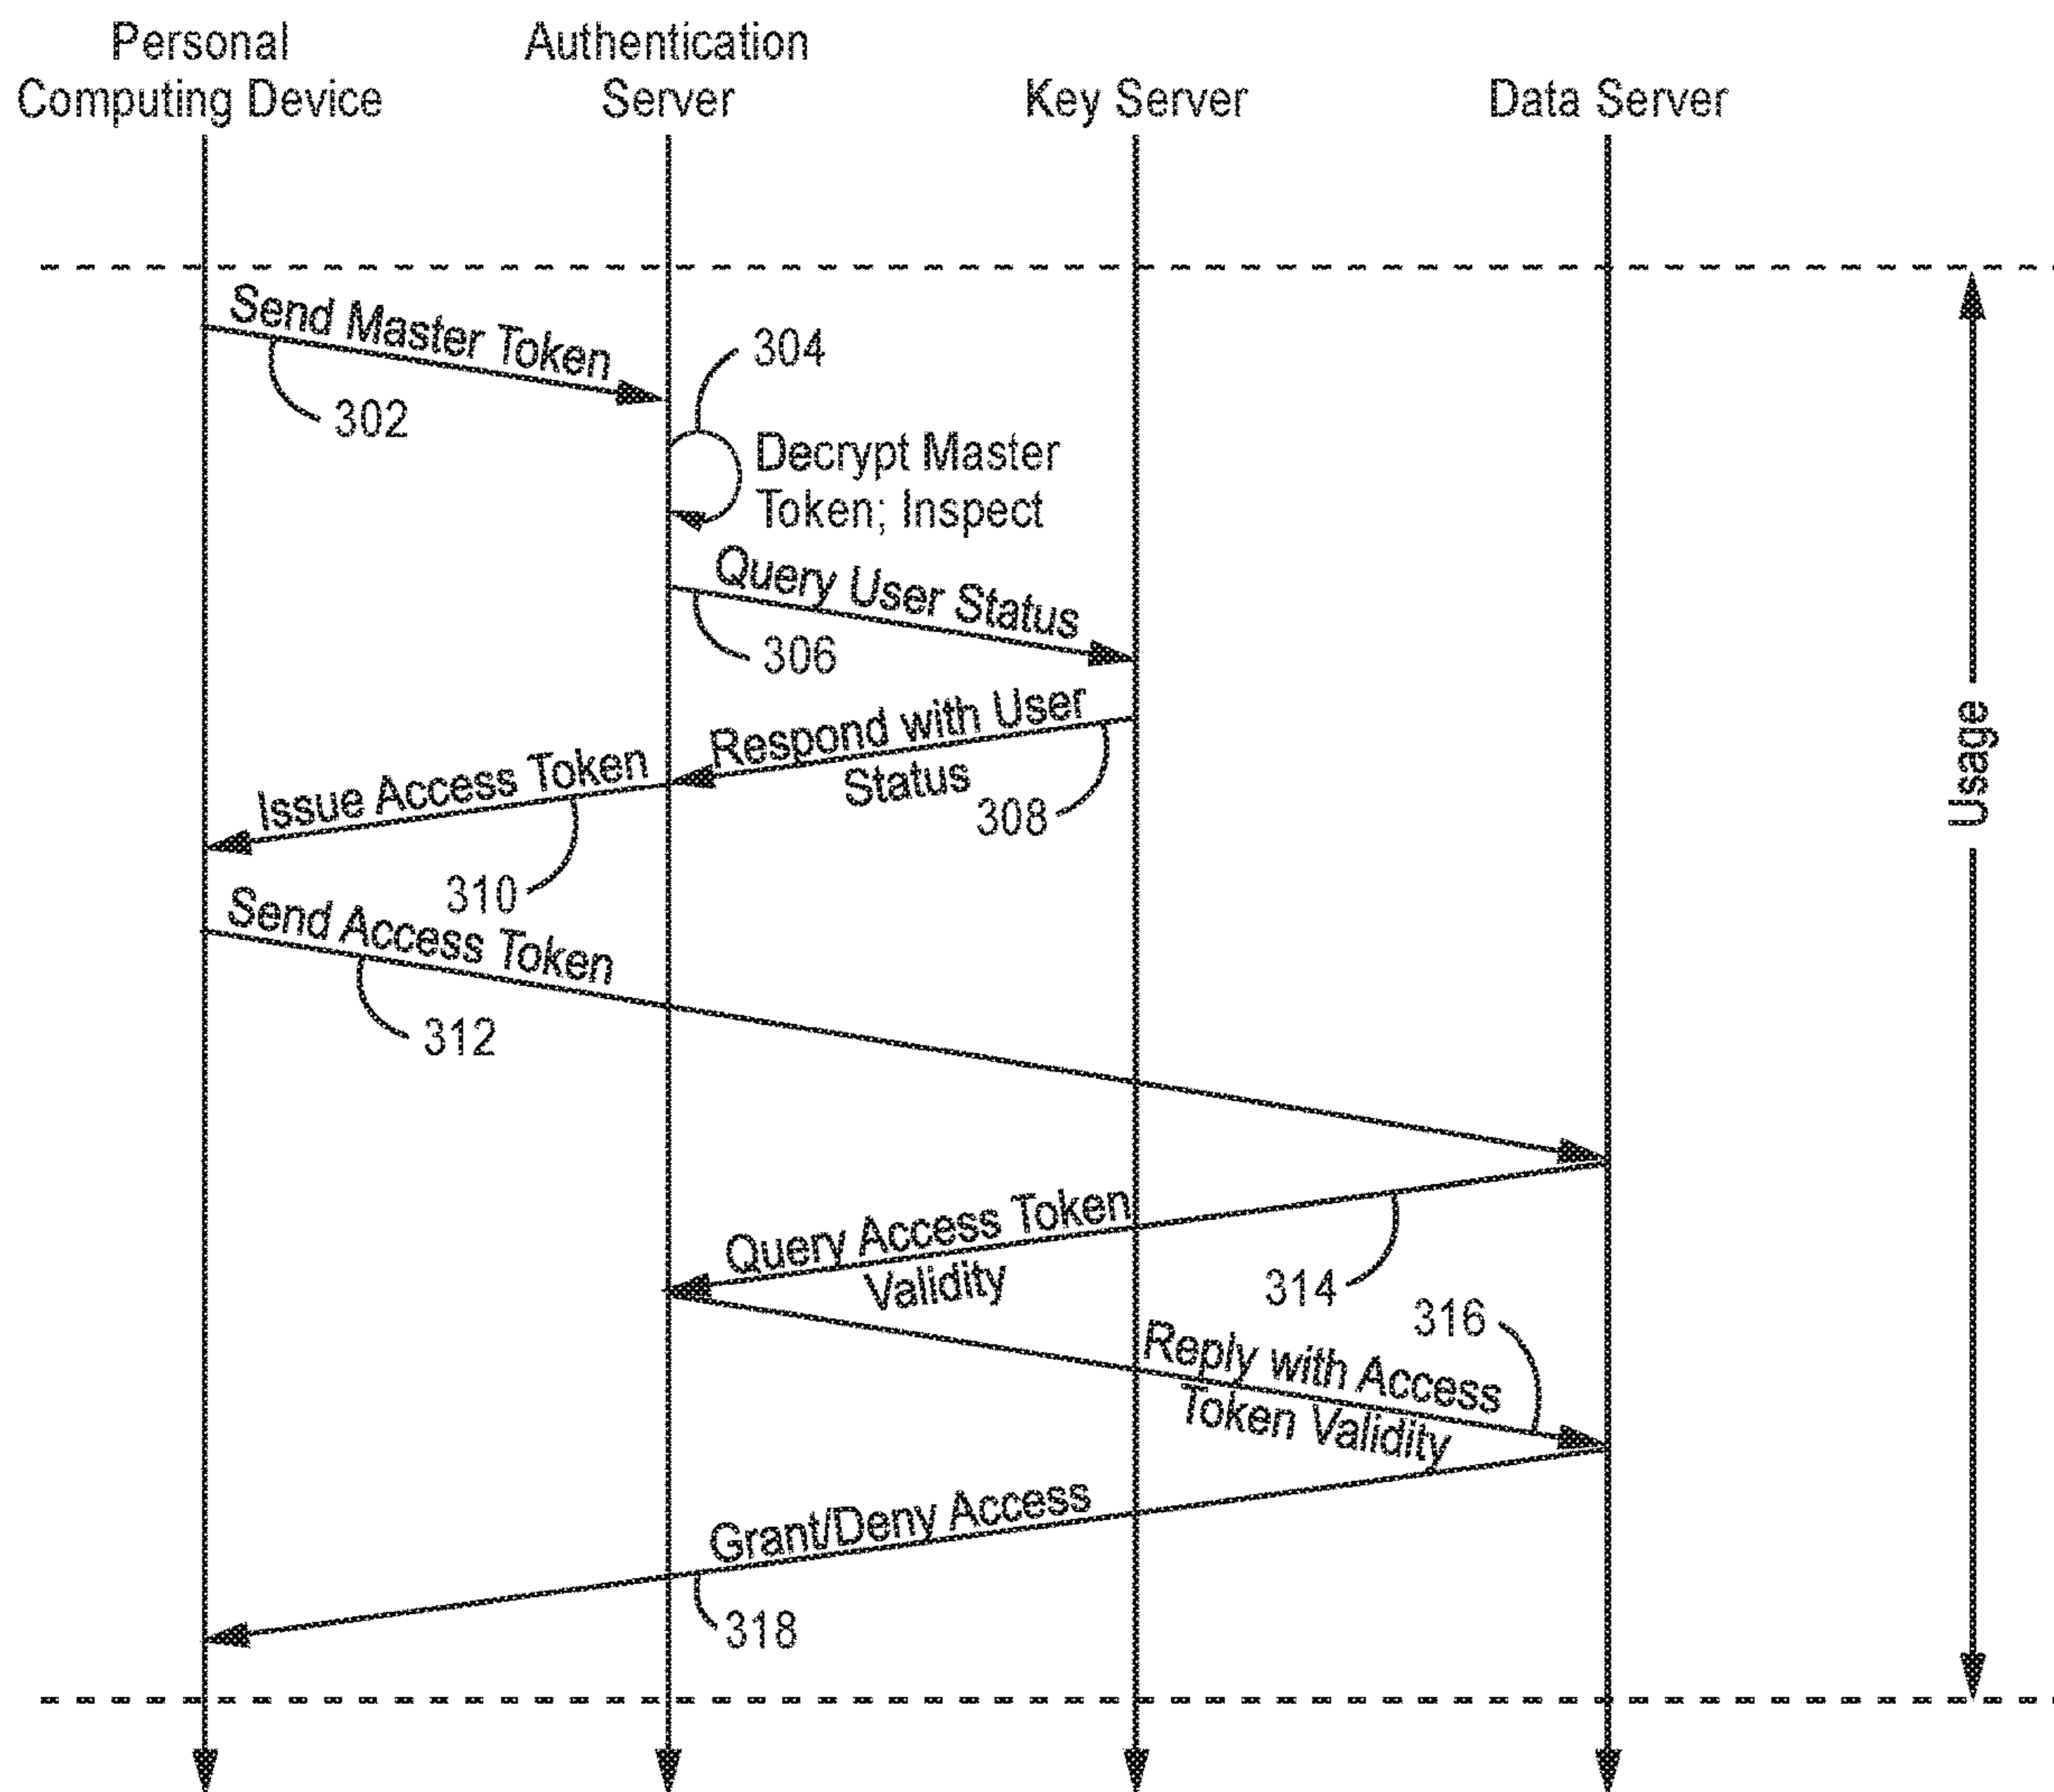 Personal
Computing Device
Authentication
Server
Key Server
Data Server
Send Master Token
302
304
Decrypt Master
Token; Inspect
Query User Status
306
Respond with User
Status
308
Issue Access Token
310
Usage
Send Access Token
312
Query Access Token
Validity
314
316
Reply with Access
Token Validity
Grant/Deny Access
318